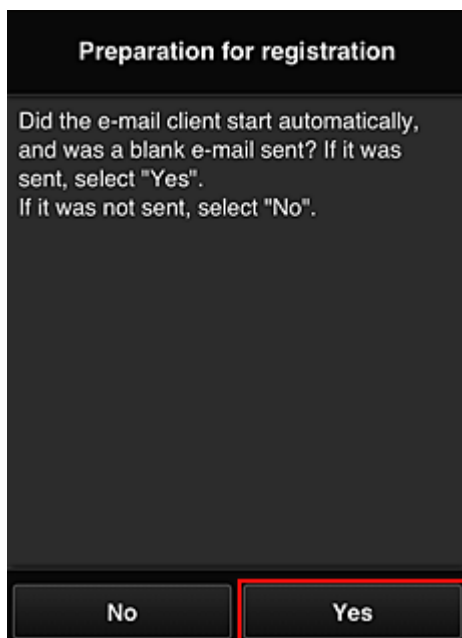 Preparation for registration
Did the e-mail client start automatically,
and was a blank e-mail sent? If it was
sent, select "Yes".
If it was not sent, select "No".
No
Yes